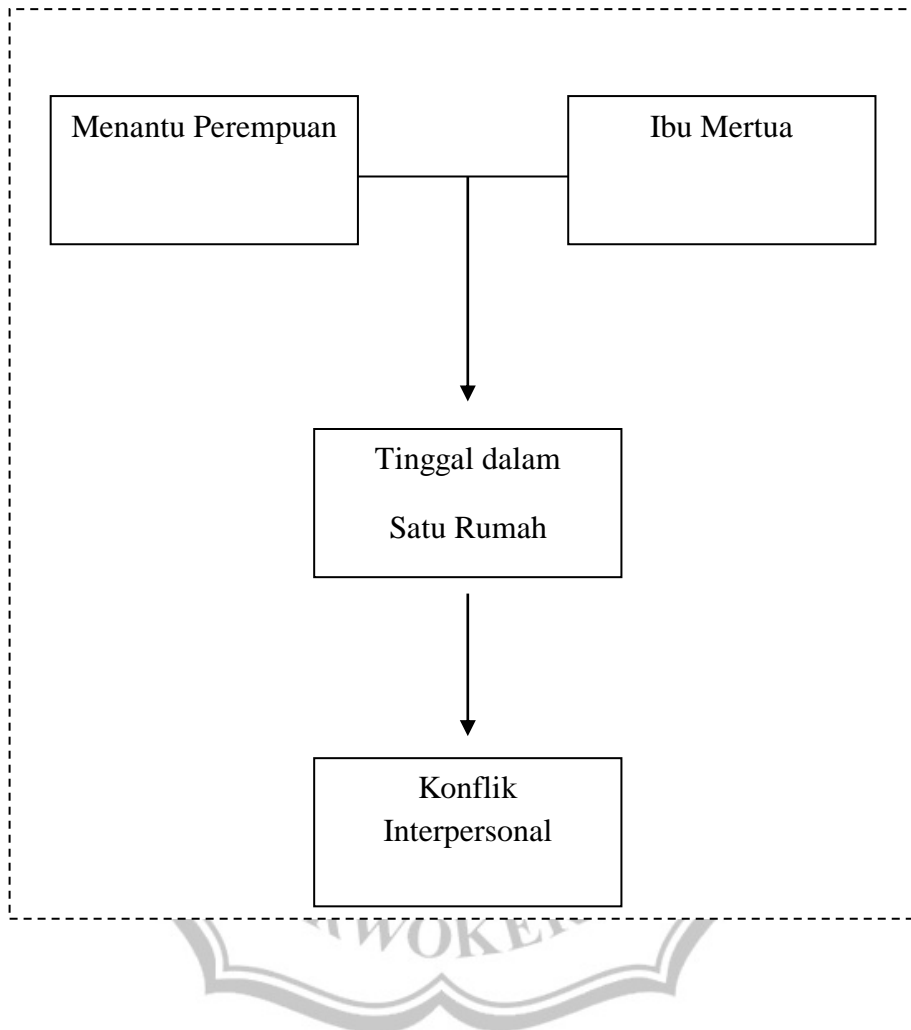 Menantu Perempuan
Ibu Mertua
Tinggal dalam
Satu Rumah
Konflik
Interpersonal